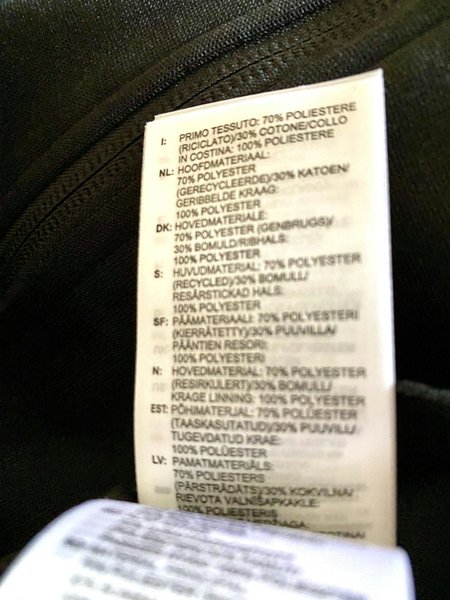 I: PRIMO TESSUTO: 70% POLIESTERE
(RICICLATO)/30% COTONE/COLLO
IN COSTINA: 100% POLIESTERE
NL: HOOFDMATERIAAL:
70% POLYESTER
(GERECYCLEERDE)/30% KATOEN/
GERIBBELDE KRAAG:
100% POLYESTER
DK: HOVEDMATERIALE:
70% POLYESTER (GENBRUGS)/
30% BOMULD/RIBHALS:
100% POLYESTER
S: HUVUDMATERIAL: 70% POLYESTER
(RECYCLED)/30% BOMULL/
RESÅRSTICKAD HALS:
100% POLYESTER
SF: PÄÄMATERIAALI: 70% POLYESTERI
(KIERRÄTETTY)/30% PUUVILLA/
PÄÄNTIEN RESORI:
100% POLYESTERI
N: HOVEDMATERIAL: 70% POLYESTER
(RESIRKULERT)/30% BOMULL/
KRAGE LINNING: 100% POLYESTER
EST: PÕHIMATERJAL: 70% POLÜESTER
(TAASKASUTATUD)/30% PUUVILL/
TUGEVDATUD KRAE:
100% POLÜESTER
LV: PAMATMATERIĀLS:
70% POLIESTERS
(PĀRSTRĀDĀTS)/30% KOKVILNA/
RIEVOTA VALNĪŠAPKAKLE:
100% POLIESTERIS